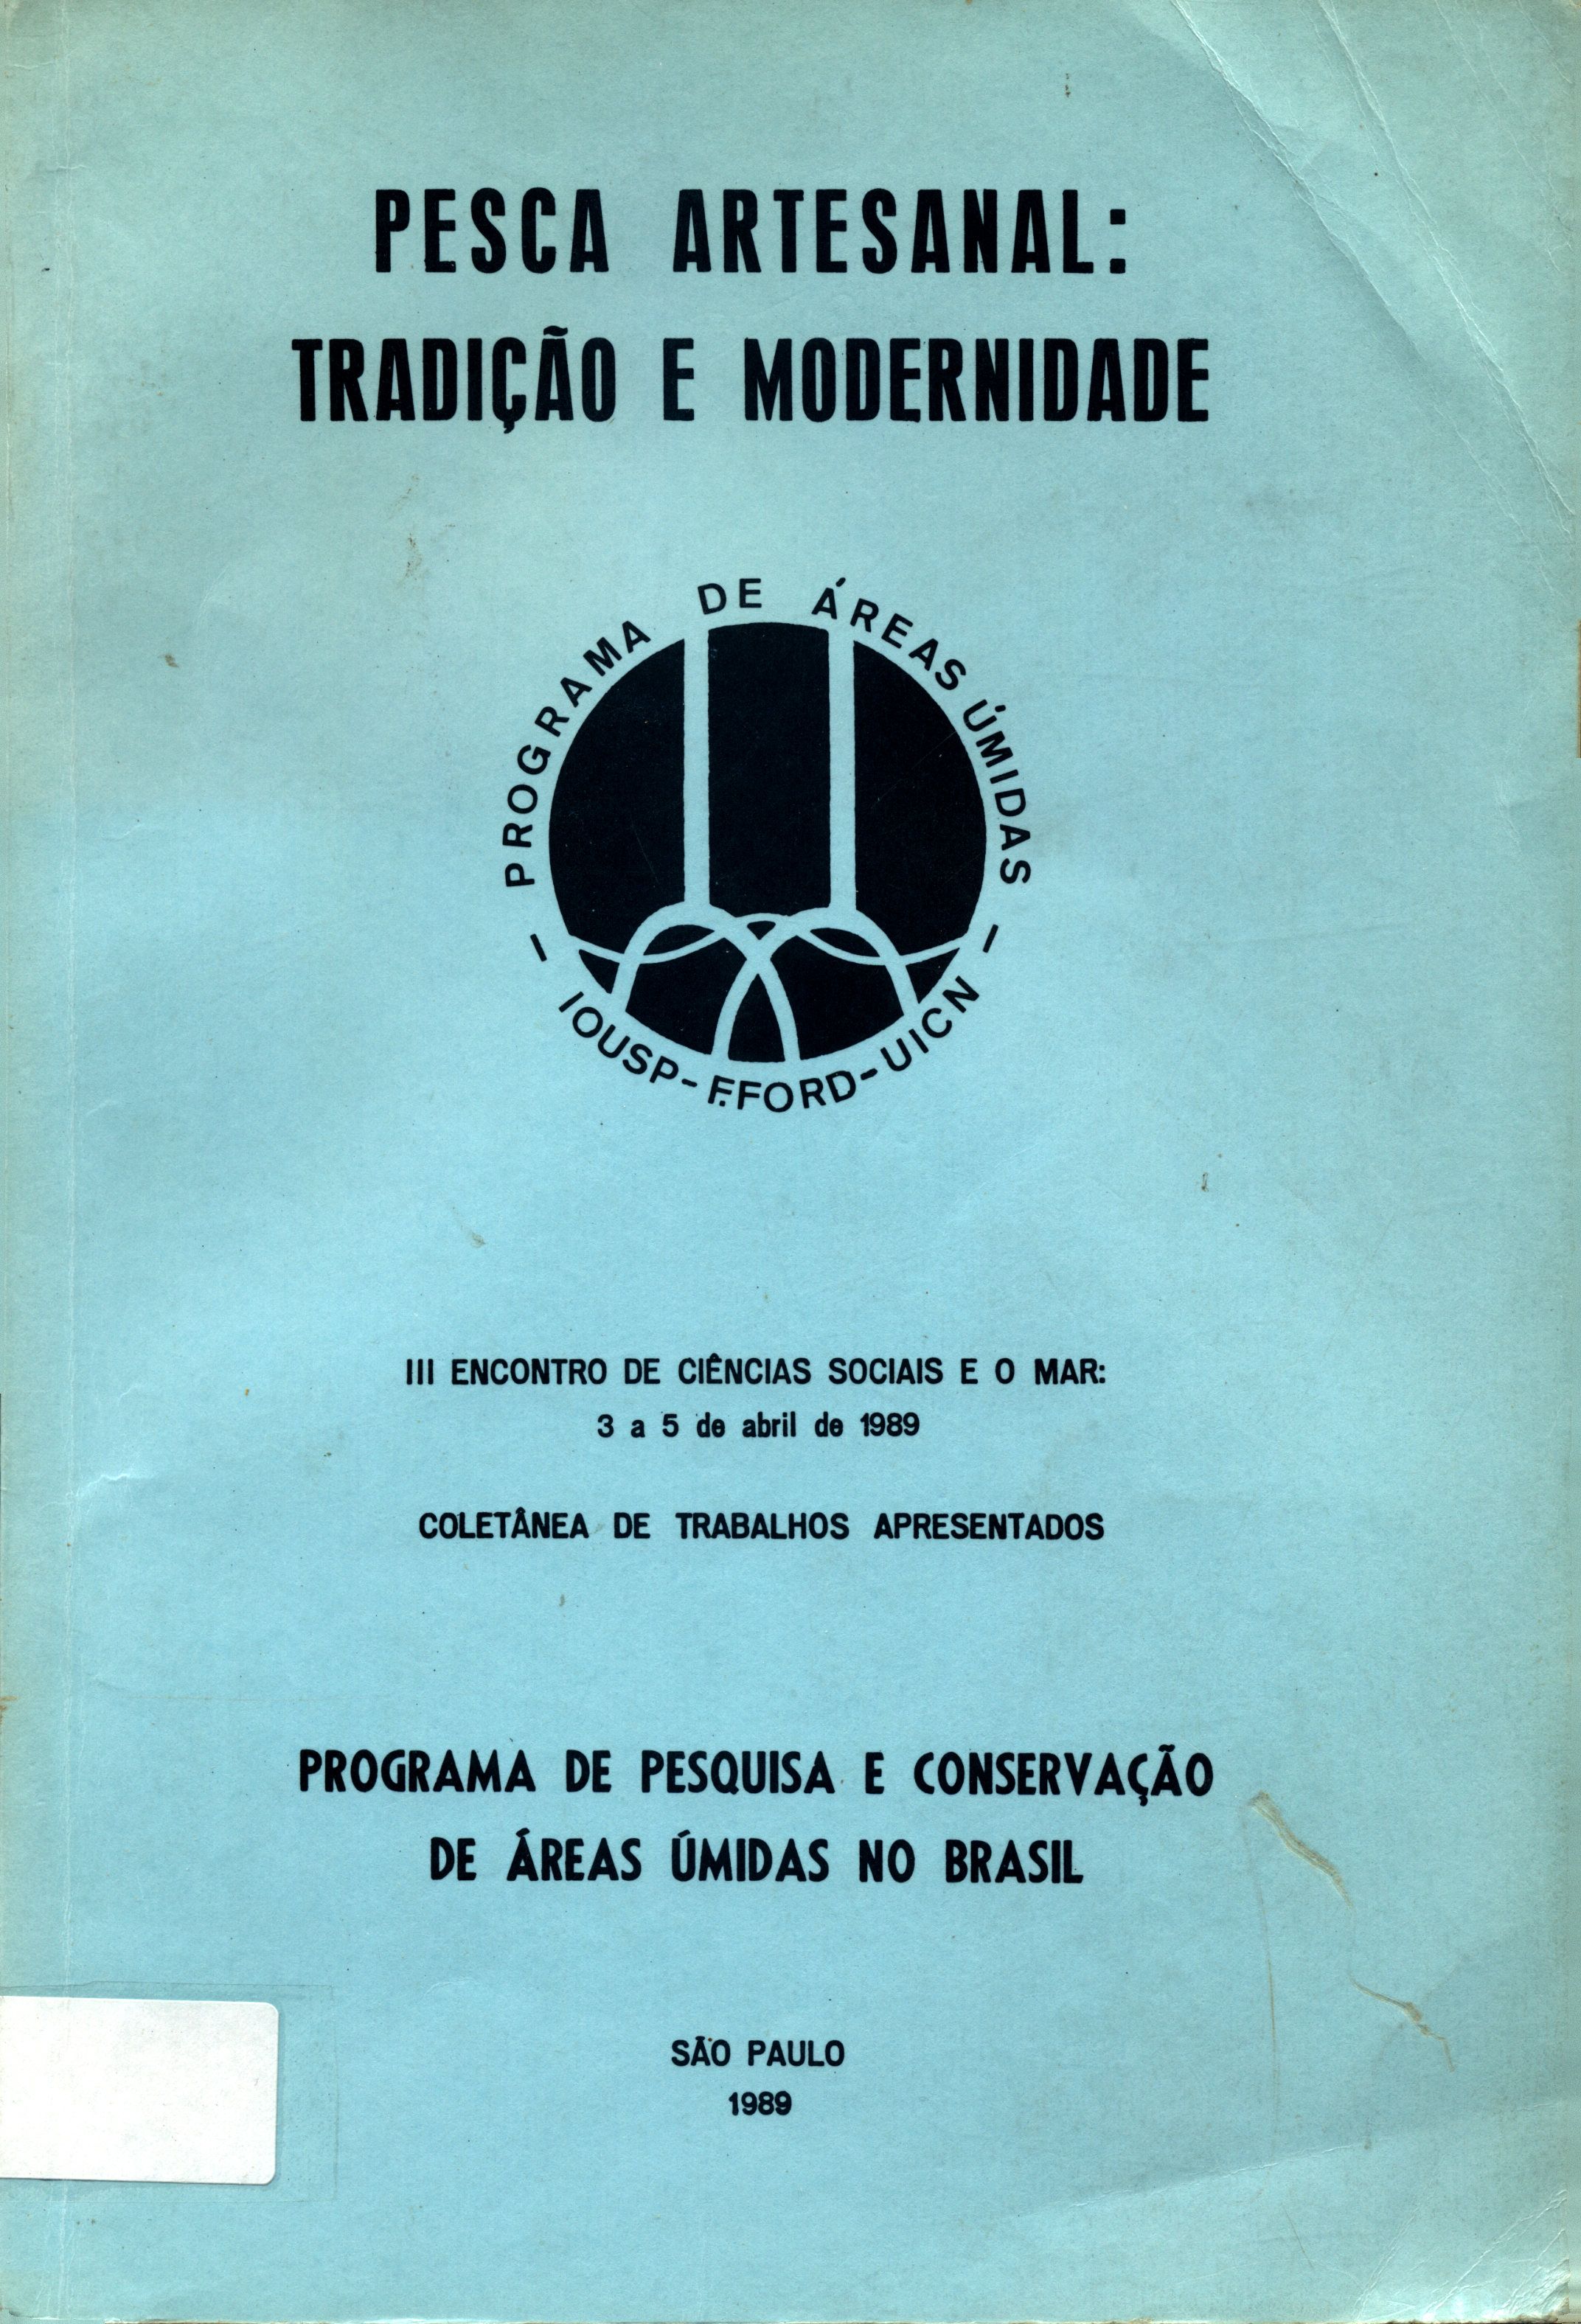 PESCA ARTESANAL:
TRADIÇÃO E MODERNIDADE
PROGRAMA DE ÁREAS ÚMIDAS
- IOUSP-F.FORD-UICN -
III ENCONTRO DE CIÊNCIAS SOCIAIS E O MAR:
3 a 5 de abril de 1989
COLETÂNEA DE TRABALHOS APRESENTADOS
PROGRAMA DE PESQUISA E CONSERVAÇÃO
DE ÁREAS ÚMIDAS NO BRASIL
SÃO PAULO
1989